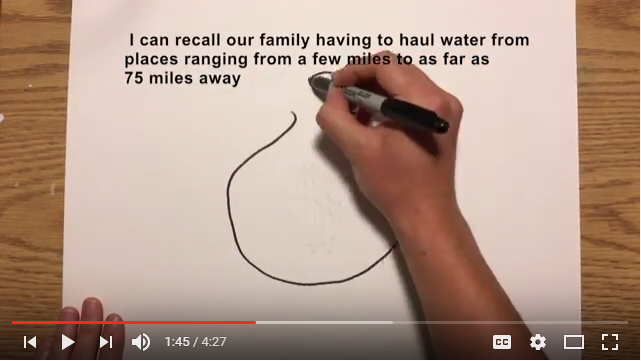 I can recall our family having to haul water from
places ranging from a few miles to as far as
75 miles away
1:45 / 4:27
CC